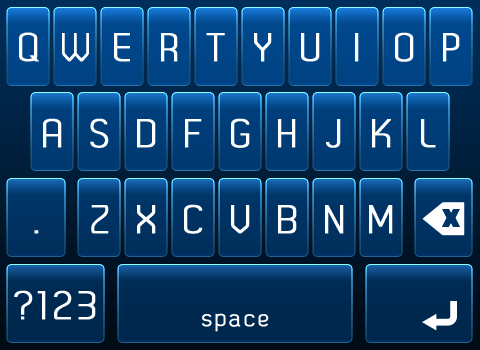 Q W E R T Y U I O P
A S D F G H J K L
. Z X C V B N M X
?123 space